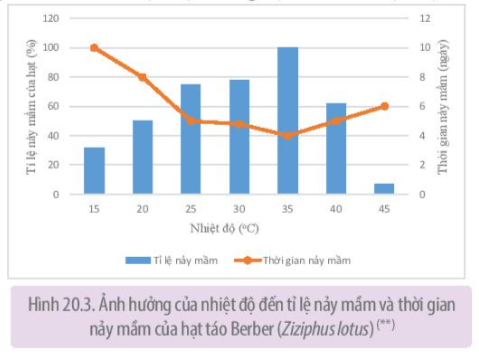 120
100
80
60
40
20
0
Tỉ lệ nảy mầm của hạt (%)
12
10
8
6
4
2
0
Thời gian nảy mầm (ngày)
15 20 25 30 35 40 45
Nhiệt độ (°C)
Tỉ lệ nảy mầm Thời gian nảy mầm
Hình 20.3. Ảnh hưởng của nhiệt độ đến tỉ lệ nảy mầm và thời gian
nảy mầm của hạt táo Berber (Ziziphus lotus) (**)